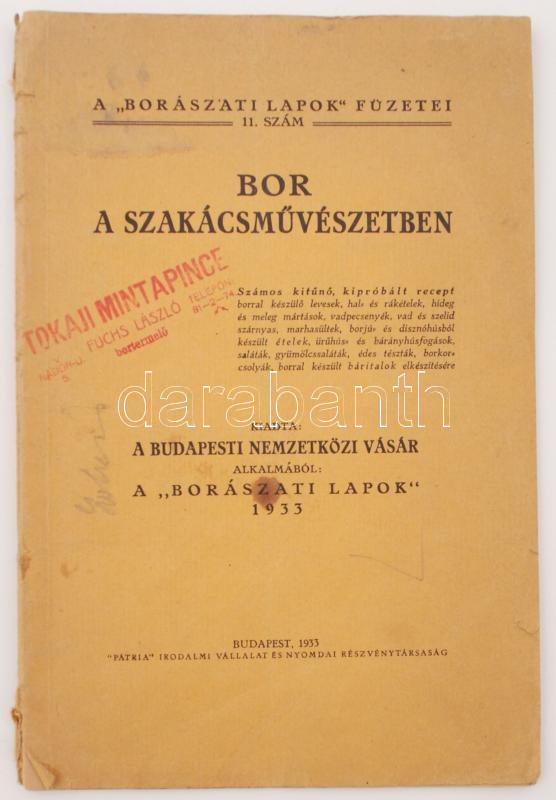 A „BORÁSZATI LAPOK“ FÜZETEI
11. SZÁM
BOR
A SZAKÁCSMŰVÉSZETBEN
TOKAJI MINTAPINCE
FUCHS LÁSZLÓ TELEFON:
bortermelő
Számos kitűnő, kipróbált recept
borral készülő levesek, hal- és rákételek, hideg
és meleg mártások, vadpecsenyék, vad és szelid
szárnyas, marhasültek, borjú- és disznóhúsból
készült ételek, ürühús- és bárányhúsfogások,
saláták, gyümölcssaláták, édes tészták, borkor-
csolyák, borral készült báritalok elkészítésére
darabanth
KIADTA:
A BUDAPESTI NEMZETKÖZI VÁSÁR
ALKALMÁBÓL:
A „BORÁSZATI LAPOK“
1933
BUDAPEST, 1933
"PÁTRIA" IRODALMI VÁLLALAT ÉS NYOMDAI RÉSZVÉNYTÁRSASÁG